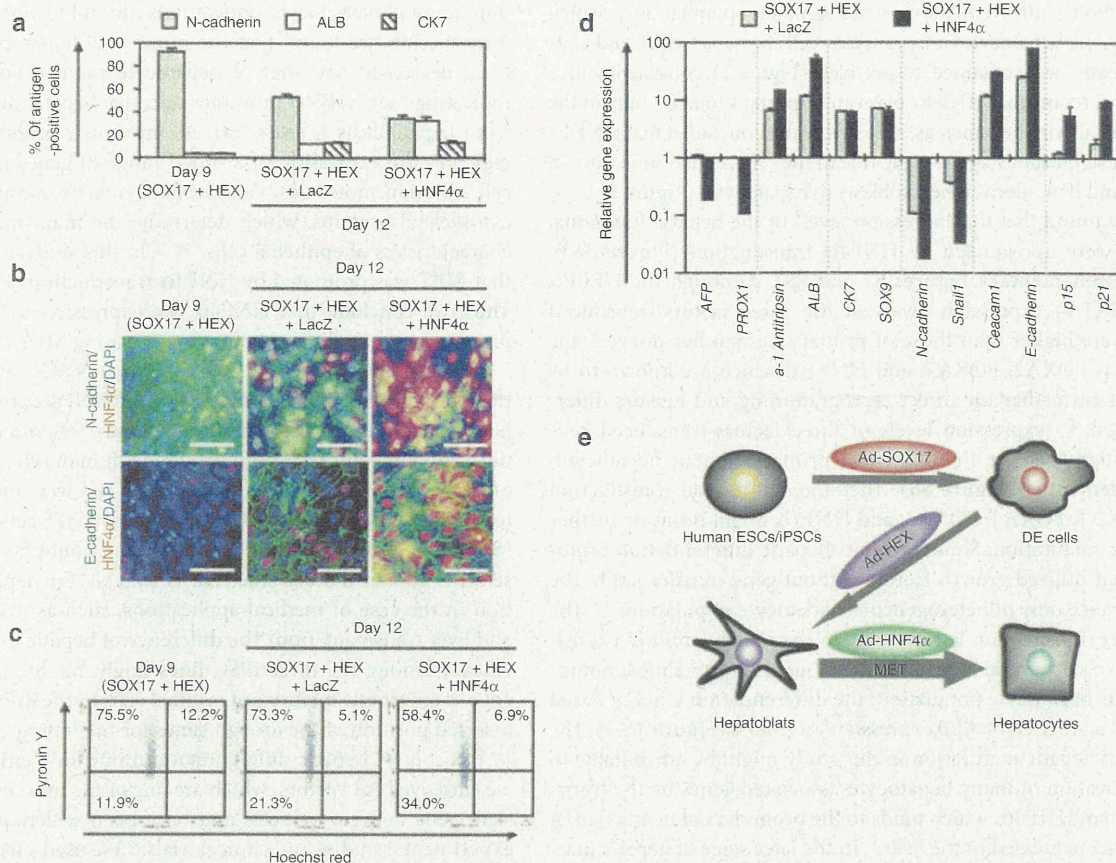 a
N-cadherin ALB CK7
% Of antigen
positive cells
100
80
60
40
20
0
Day 9
(SOX17 + HEX)
SOX17 + HEX
+ LacZ
SOX17 + HEX
+HNF4α
Day 12
b
Day 12
Day 9
(SOX17 + HEX)
SOX17 + HEX
+ LacZ
SOX17 + HEX
+ HNF4α
N-cadherin/
HNF4α/DAPI
E-cadherin/
HNF4α/DAPI
c
Day 12
Day 9
(SOX17 + HEX)
SOX17 + HEX
+ LacZ
SOX17 + HEX
+ HNF4α
Pyronin Y
75.5% 12.2%
11.9%
73.3% 5.1%
21.3%
58.4% 6.9%
34.0%
Hoechst red
d
SOX17 + HEX
+ LacZ
SOX17 + HEX
+HNF4α
Relative gene expression
100
10
1
0.1
0.01
AFP
PROX1
a-1 Antitripsin
ALB
CK7
SOX9
N-cadherin
Snail1
Ceacam1
E-cadherin
p15
p21
e
Ad-SOX17
Human ESCs/iPSCs
DE cells
Ad-HEX
Ad-HNF4α
MET
Hepatoblasts
Hepatocytes